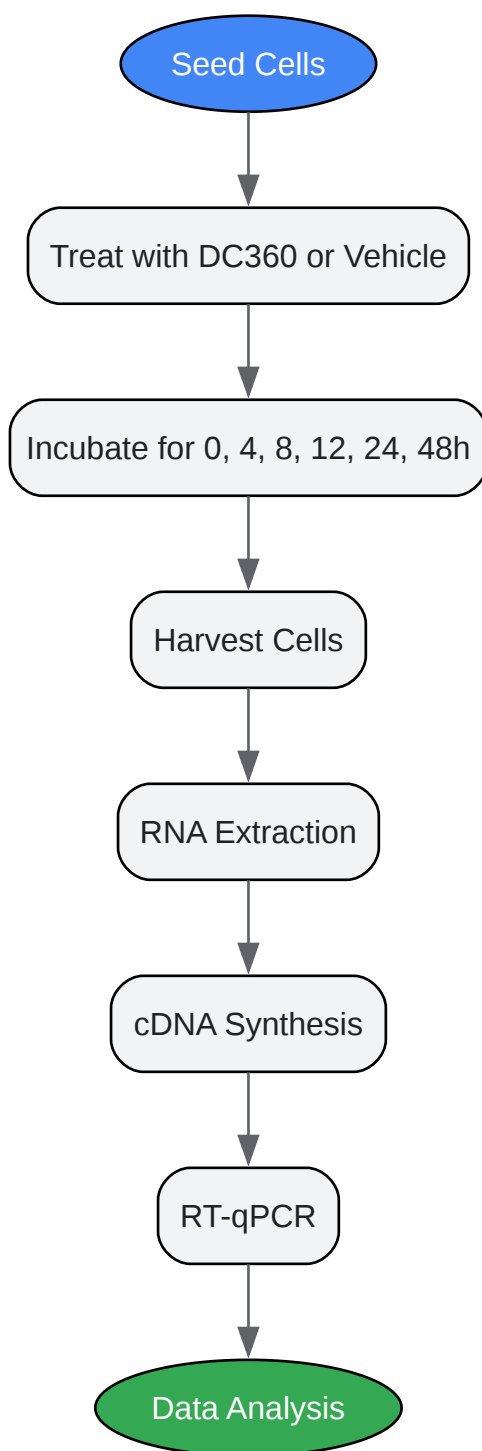 Seed Cells
Treat with DC360 or Vehicle
Incubate for 0, 4, 8, 12, 24, 48h
Harvest Cells
RNA Extraction
cDNA Synthesis
RT-qPCR
Data Analysis